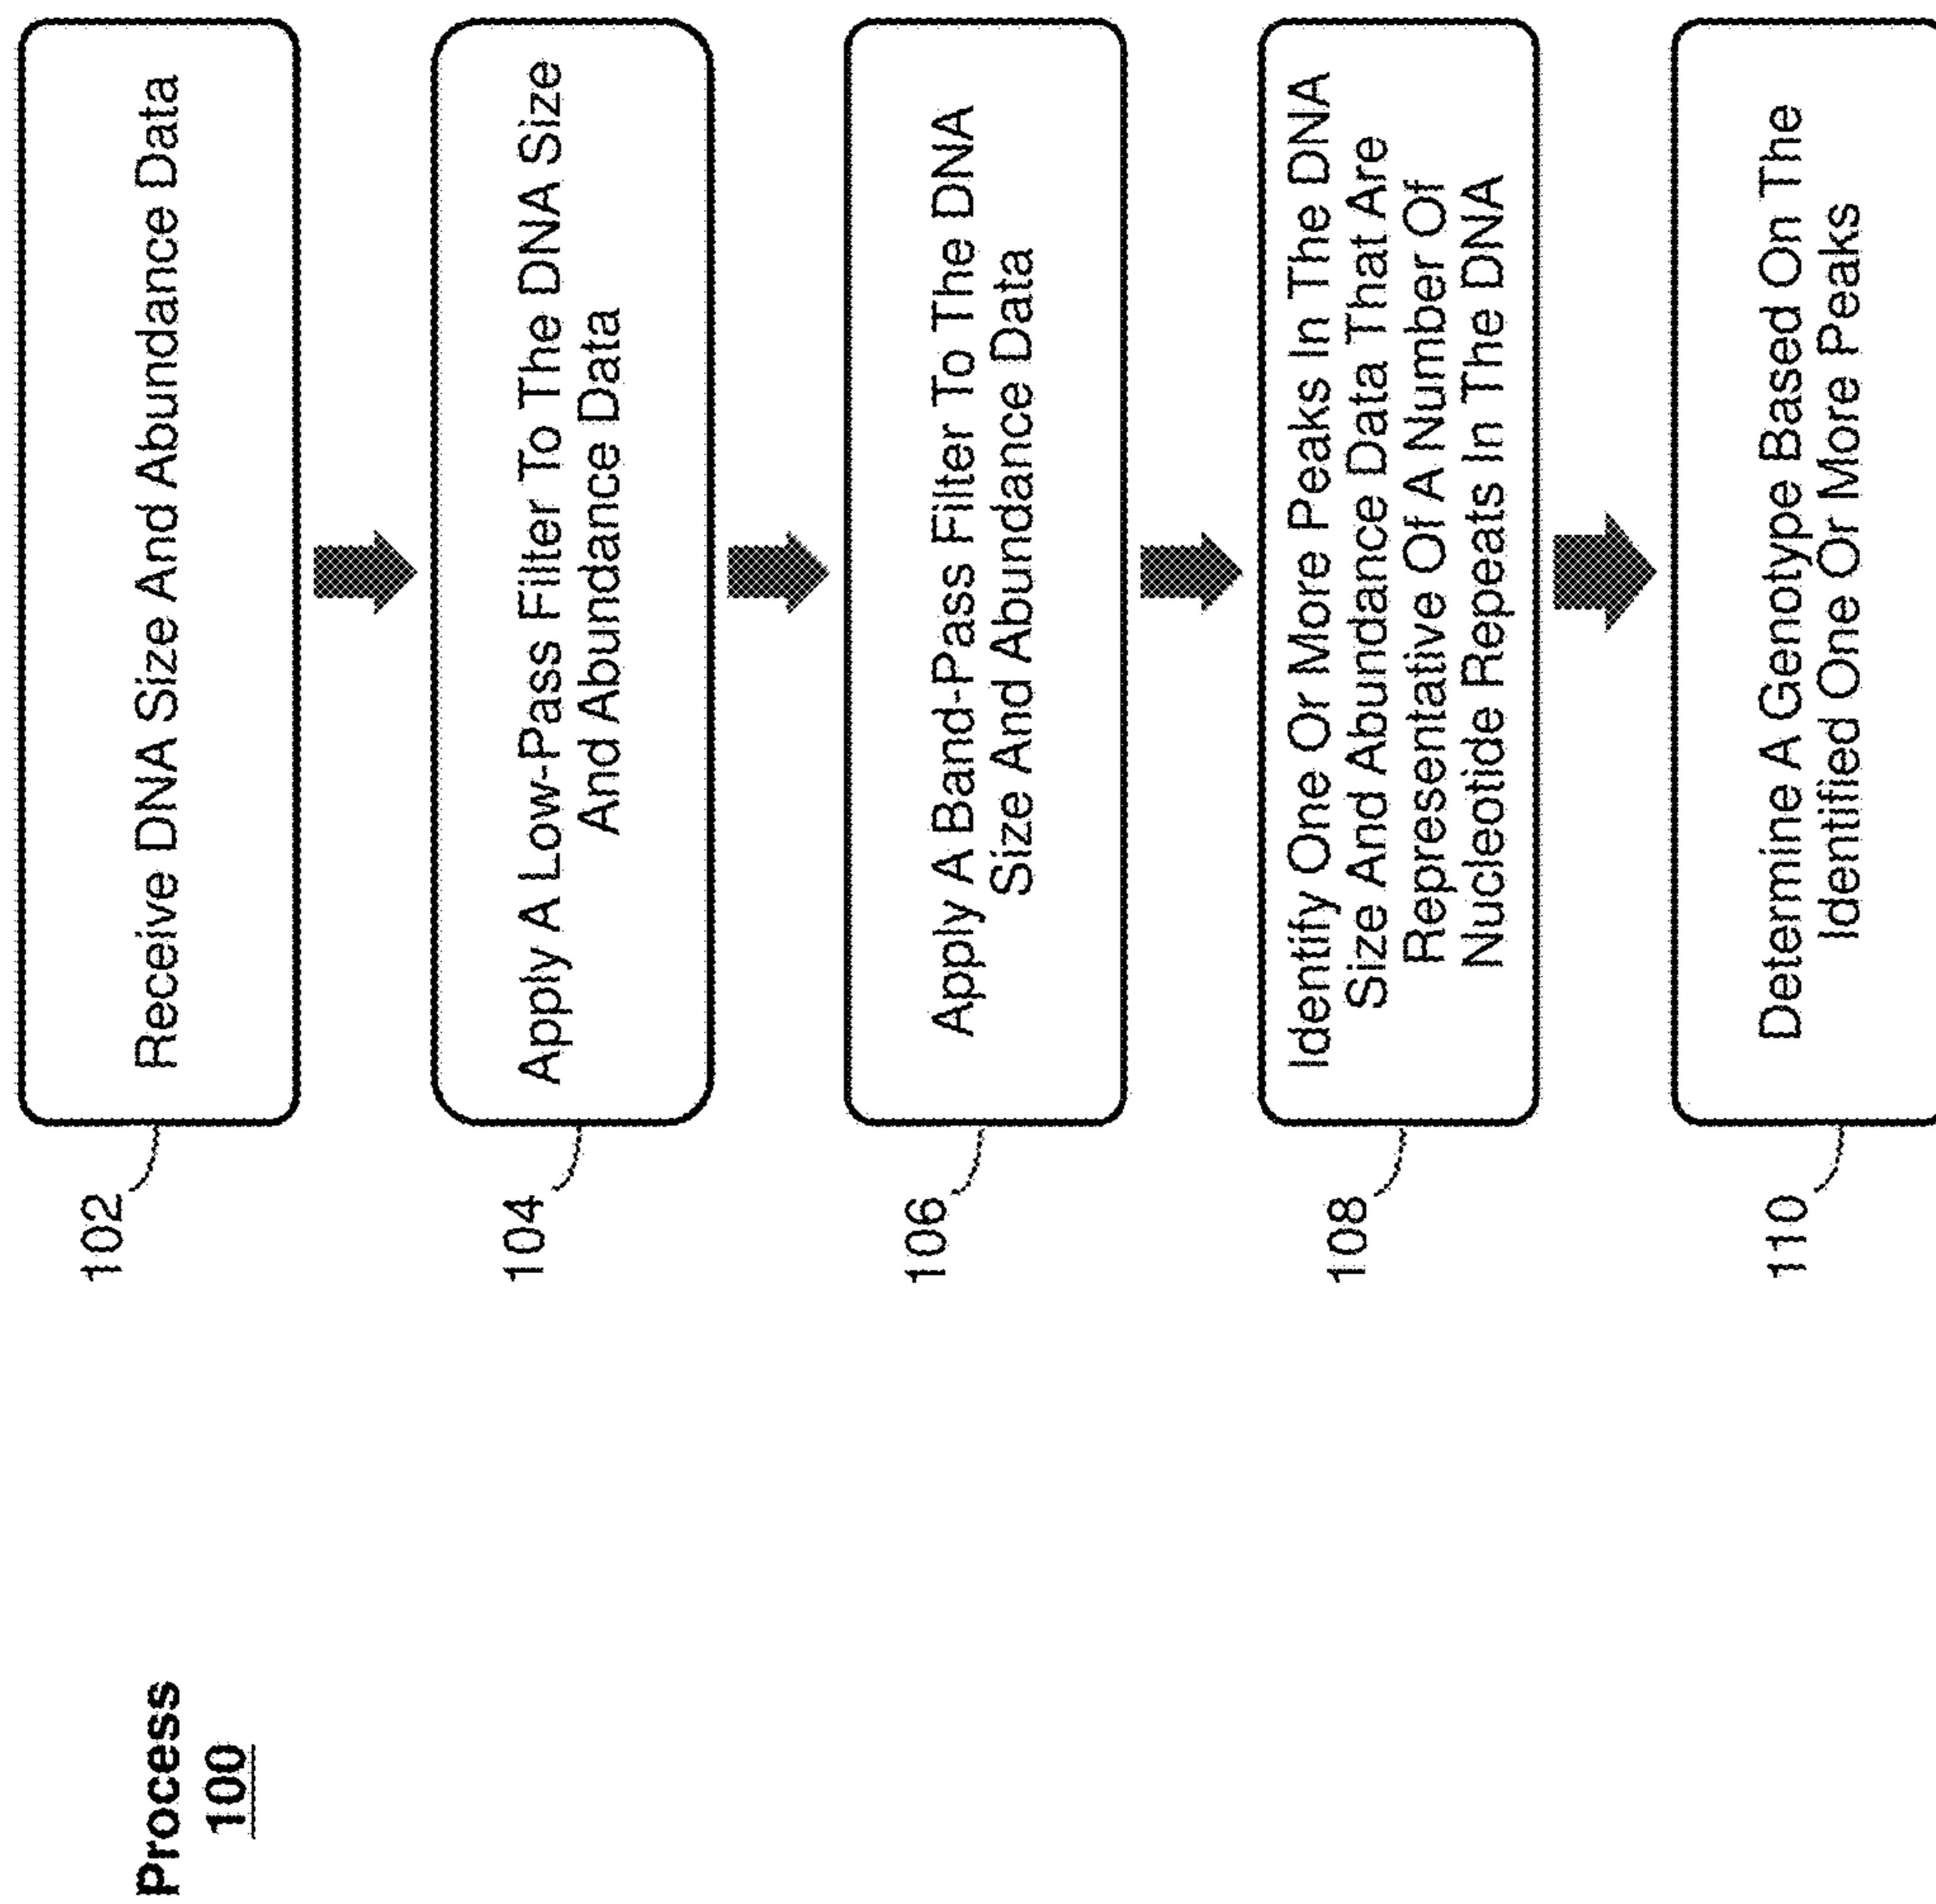 Process
100
102
Receive DNA Size And Abundance Data
104
Apply A Low-Pass Filter To The DNA Size
And Abundance Data
106
Apply A Band-Pass Filter To The DNA
Size And Abundance Data
108
Identify One Or More Peaks In The DNA
Size And Abundance Data That Are
Representative Of A Number Of
Nucleotide Repeats In The DNA
110
Determine A Genotype Based On The
Identified One Or More Peaks